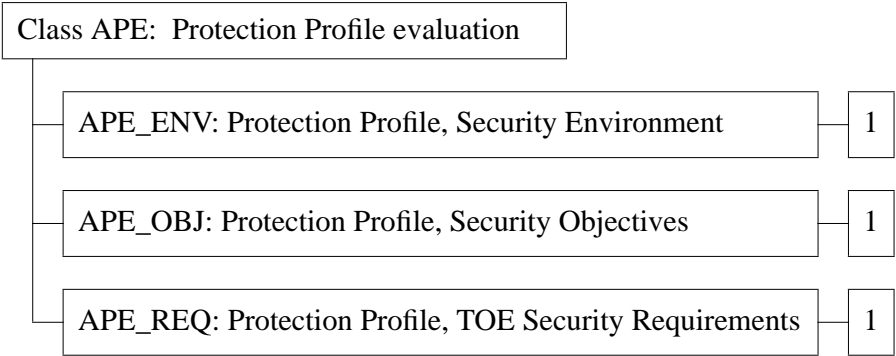 Class APE: Protection Profile evaluation
APE_ENV: Protection Profile, Security Environment 1
APE_OBJ: Protection Profile, Security Objectives 1
APE_REQ: Protection Profile, TOE Security Requirements 1